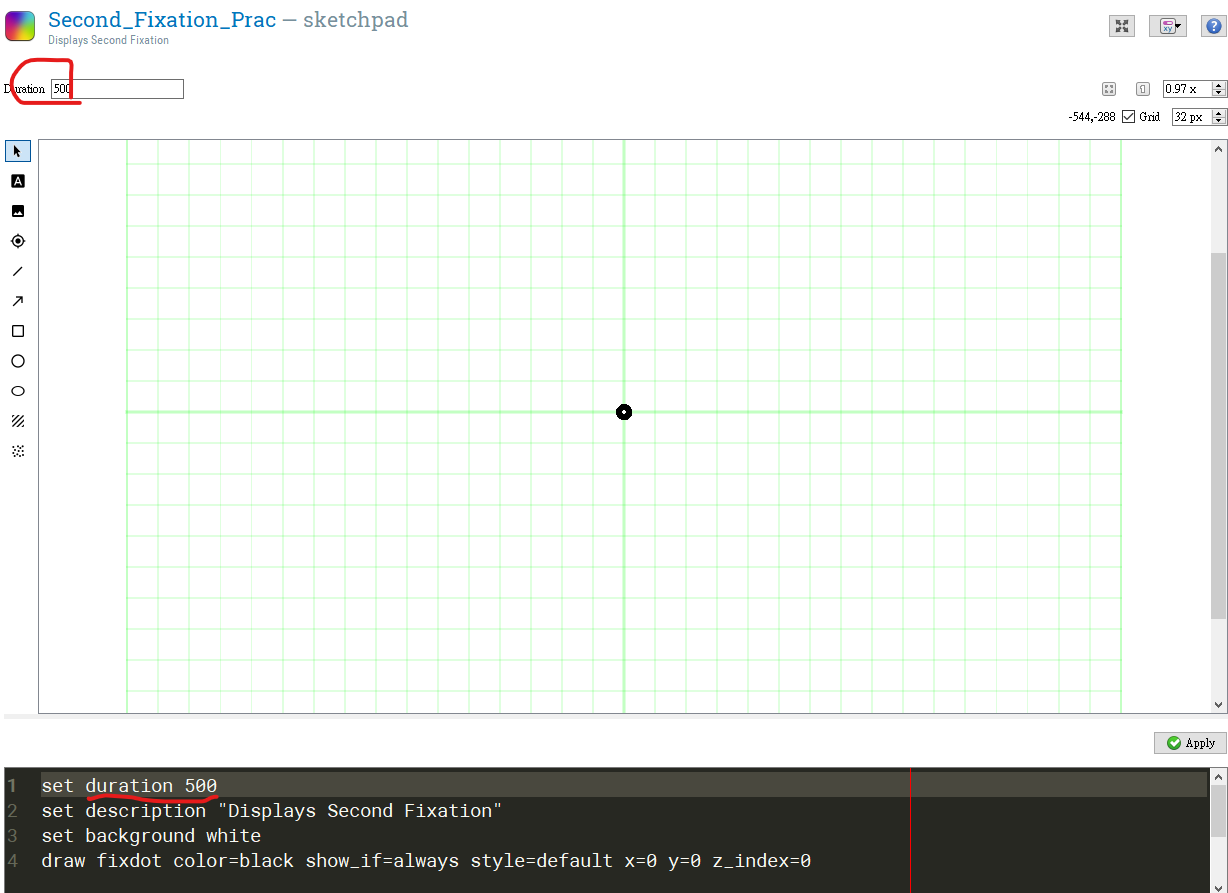 Second_Fixation_Prac — sketchpad
Displays Second Fixation
Duration 500
0.97 x
-544,-288 Grid 32 px
A
Apply
1 set duration 500
2 set description "Displays Second Fixation"
3 set background white
4 draw fixdot color=black show_if=always style=default x=0 y=0 z_index=0